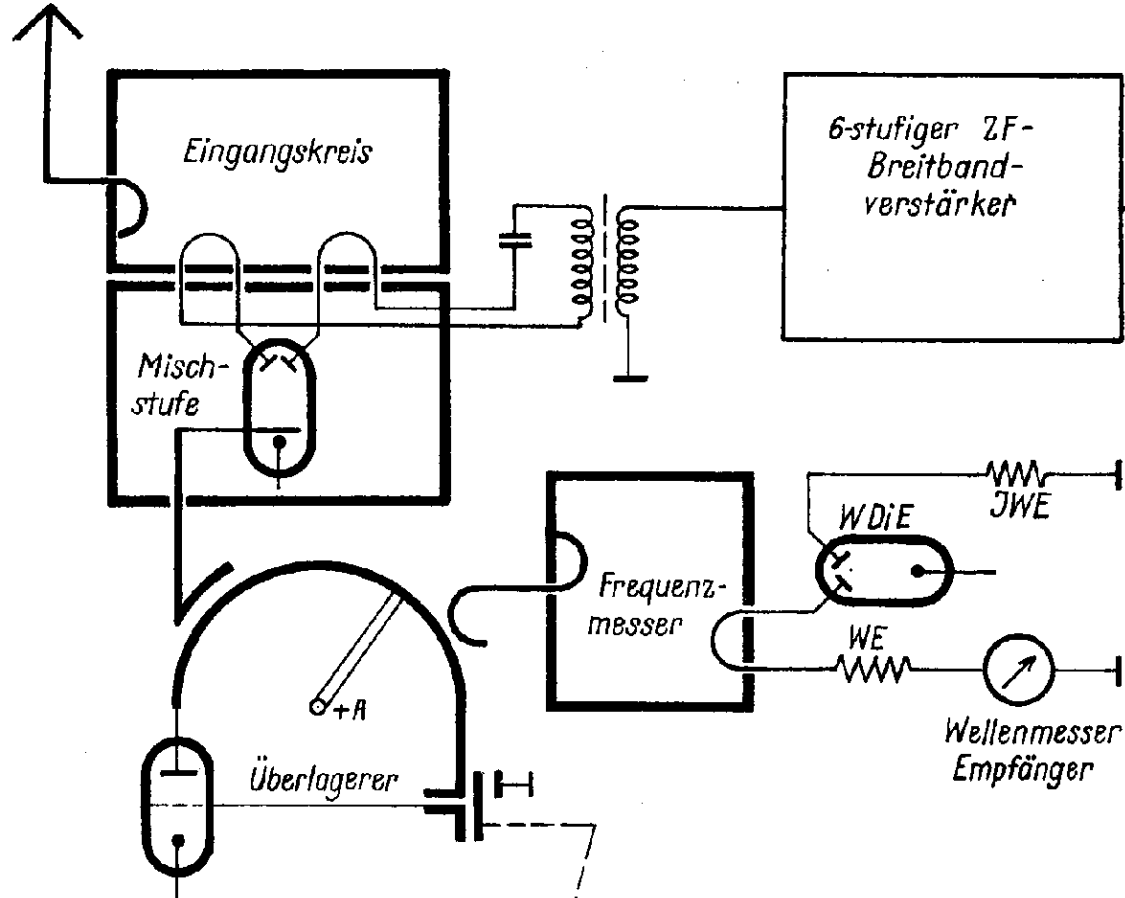 Eingangskreis
6-stufiger ZF-
Breitband-
verstärker
Misch-
stufe
JWE
WDiE
Frequenz-
messer
WE
+A
Wellenmesser
Empfänger
Überlagerer